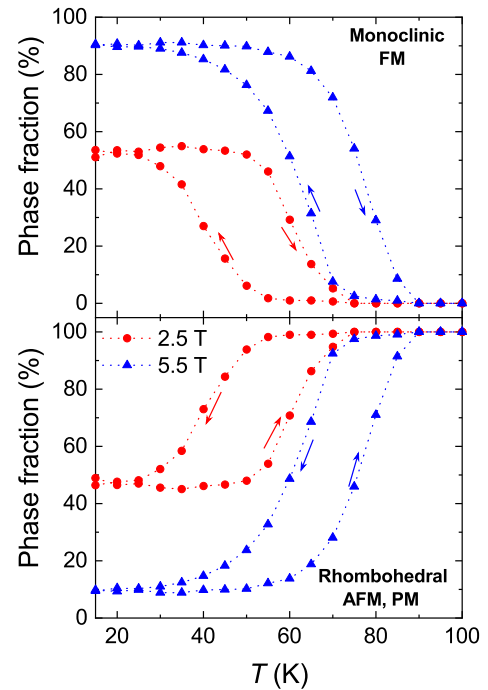 100
Monoclinic
FM
80
60
40
20
0
Phase fraction (%)
100
2.5 T
5.5 T
80
60
40
20
0
Phase fraction (%)
Rhombohedral
AFM, PM
20 40 60 80 100
T (K)